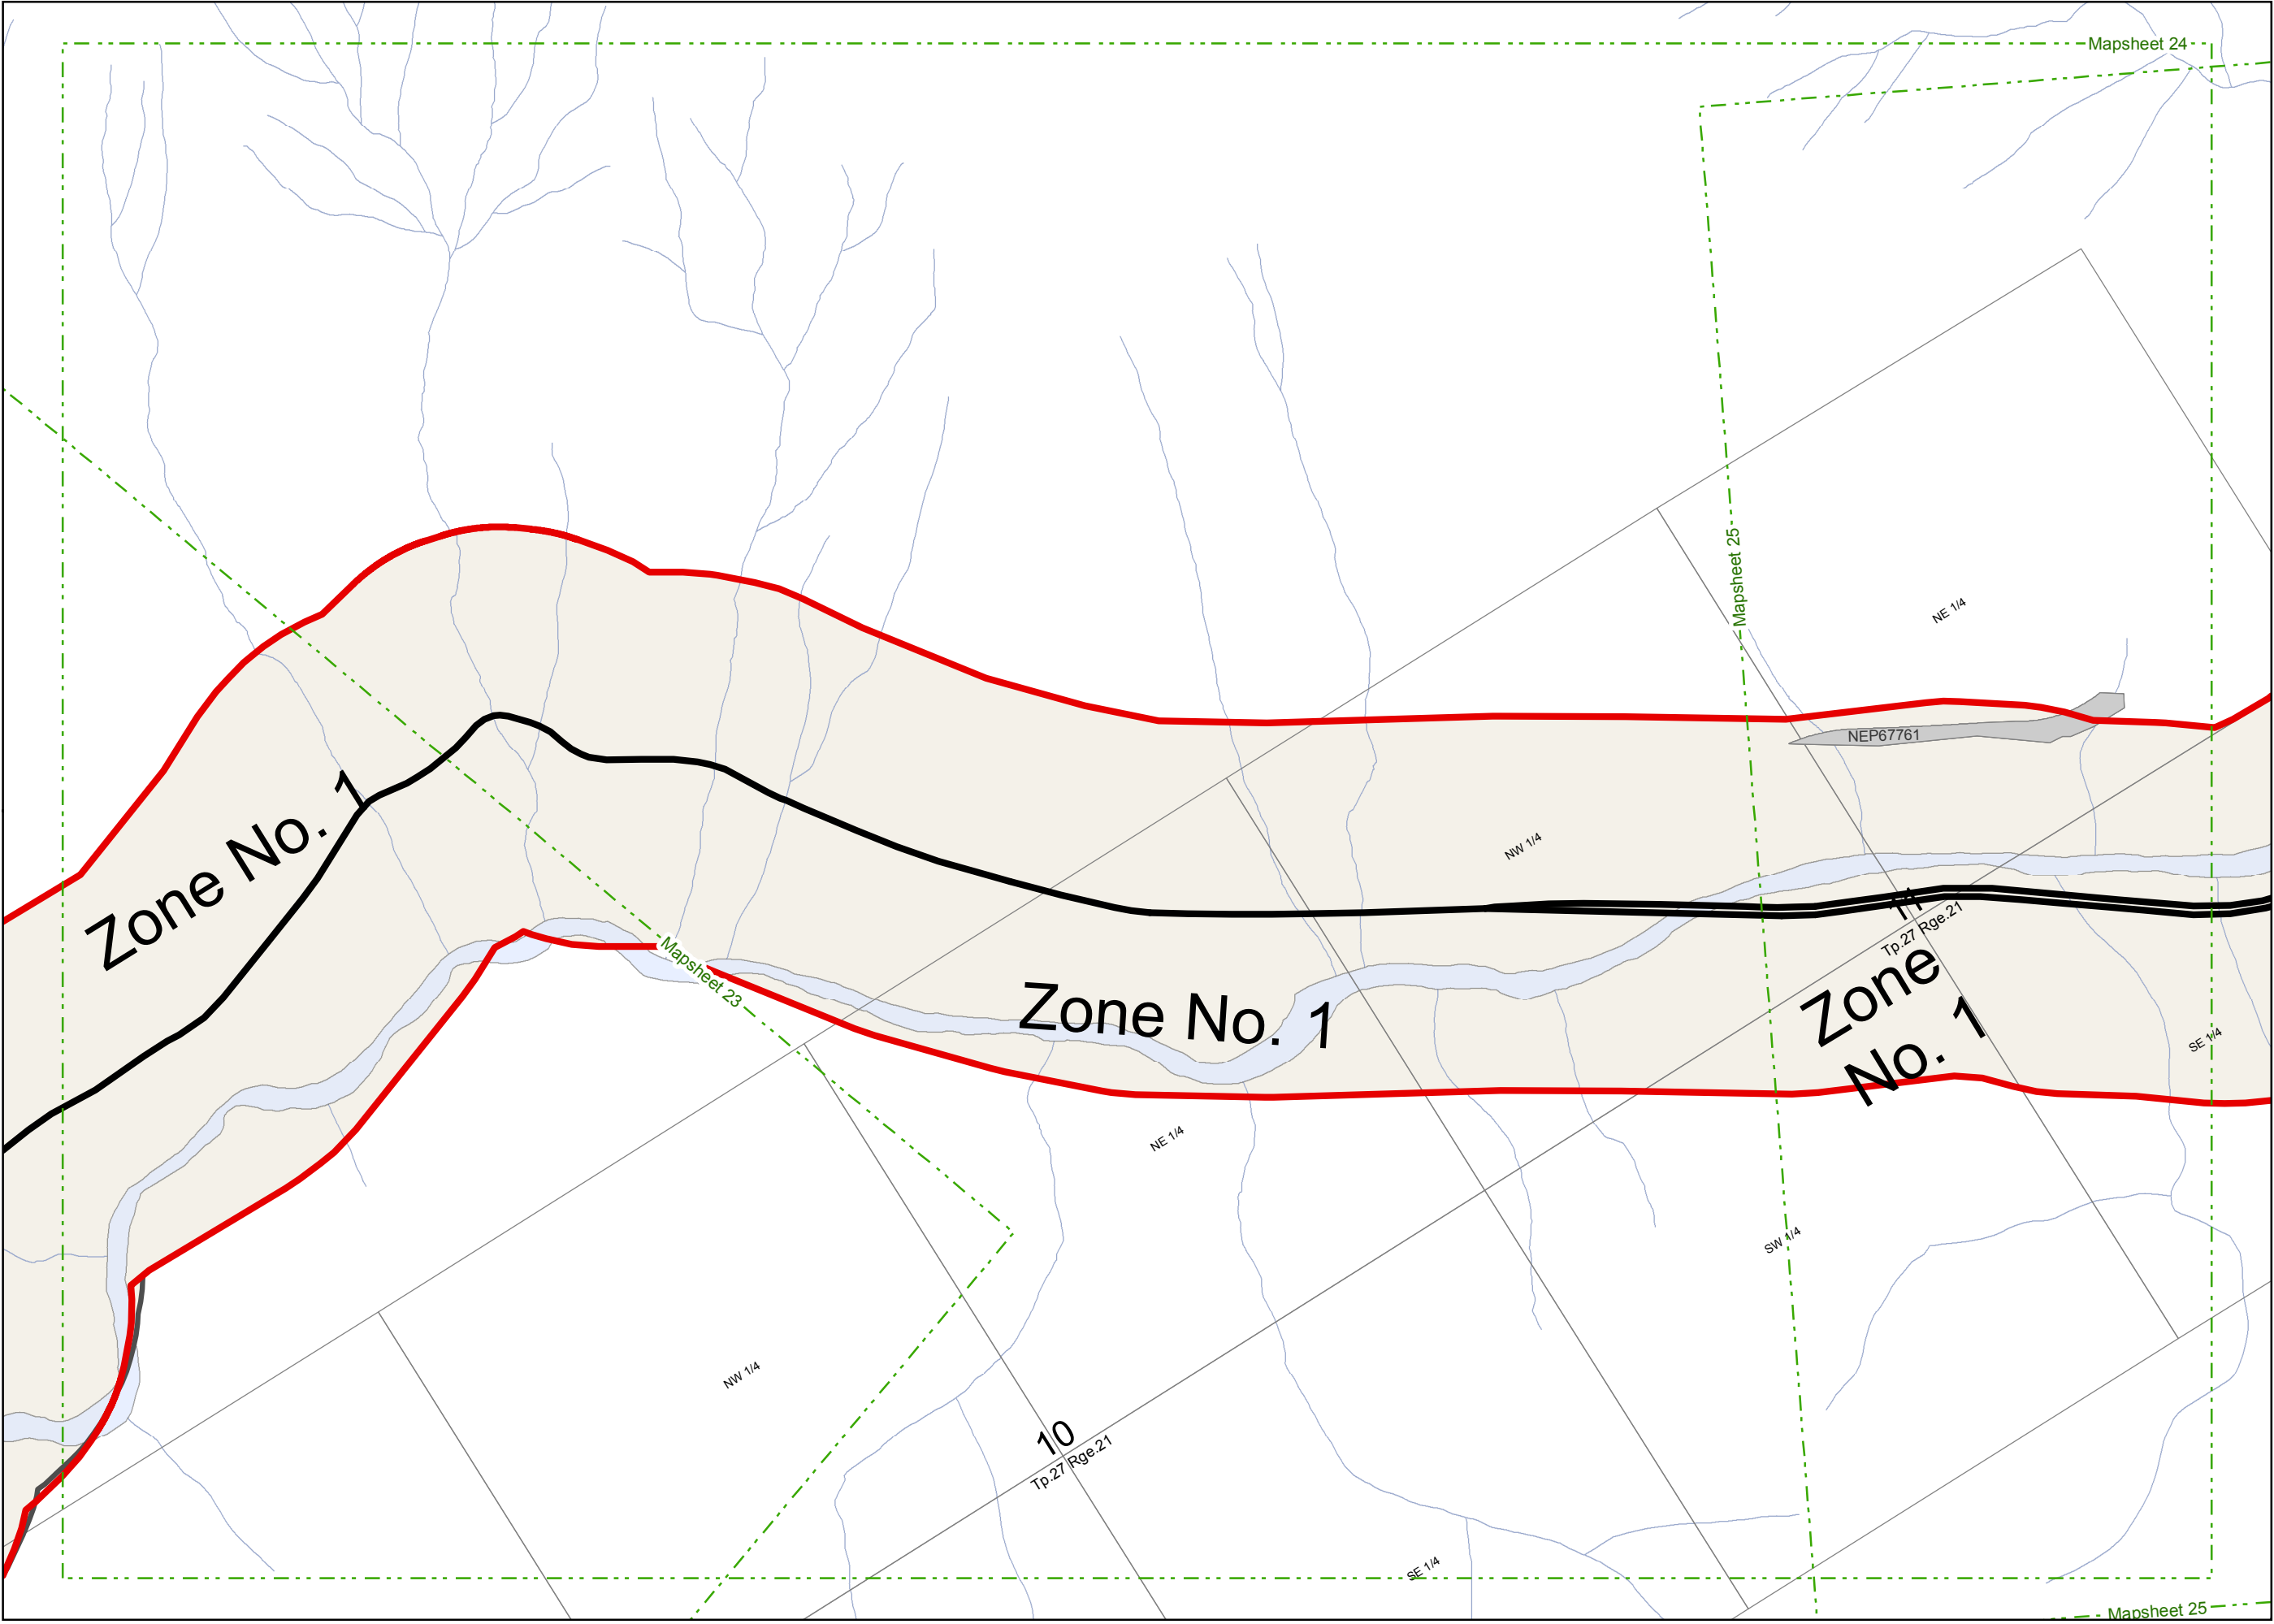 Mapsheet 24
Mapsheet 25
NE 1/4
NEP67761
Zone No. 1
NW 1/4
11
Tp.27 Rge.21
Mapsheet 23
Zone No. 1
Zone
No. 1
SE 1/4
NE 1/4
SW 1/4
NW 1/4
10
Tp.27 Rge.21
SE 1/4
Mapsheet 25